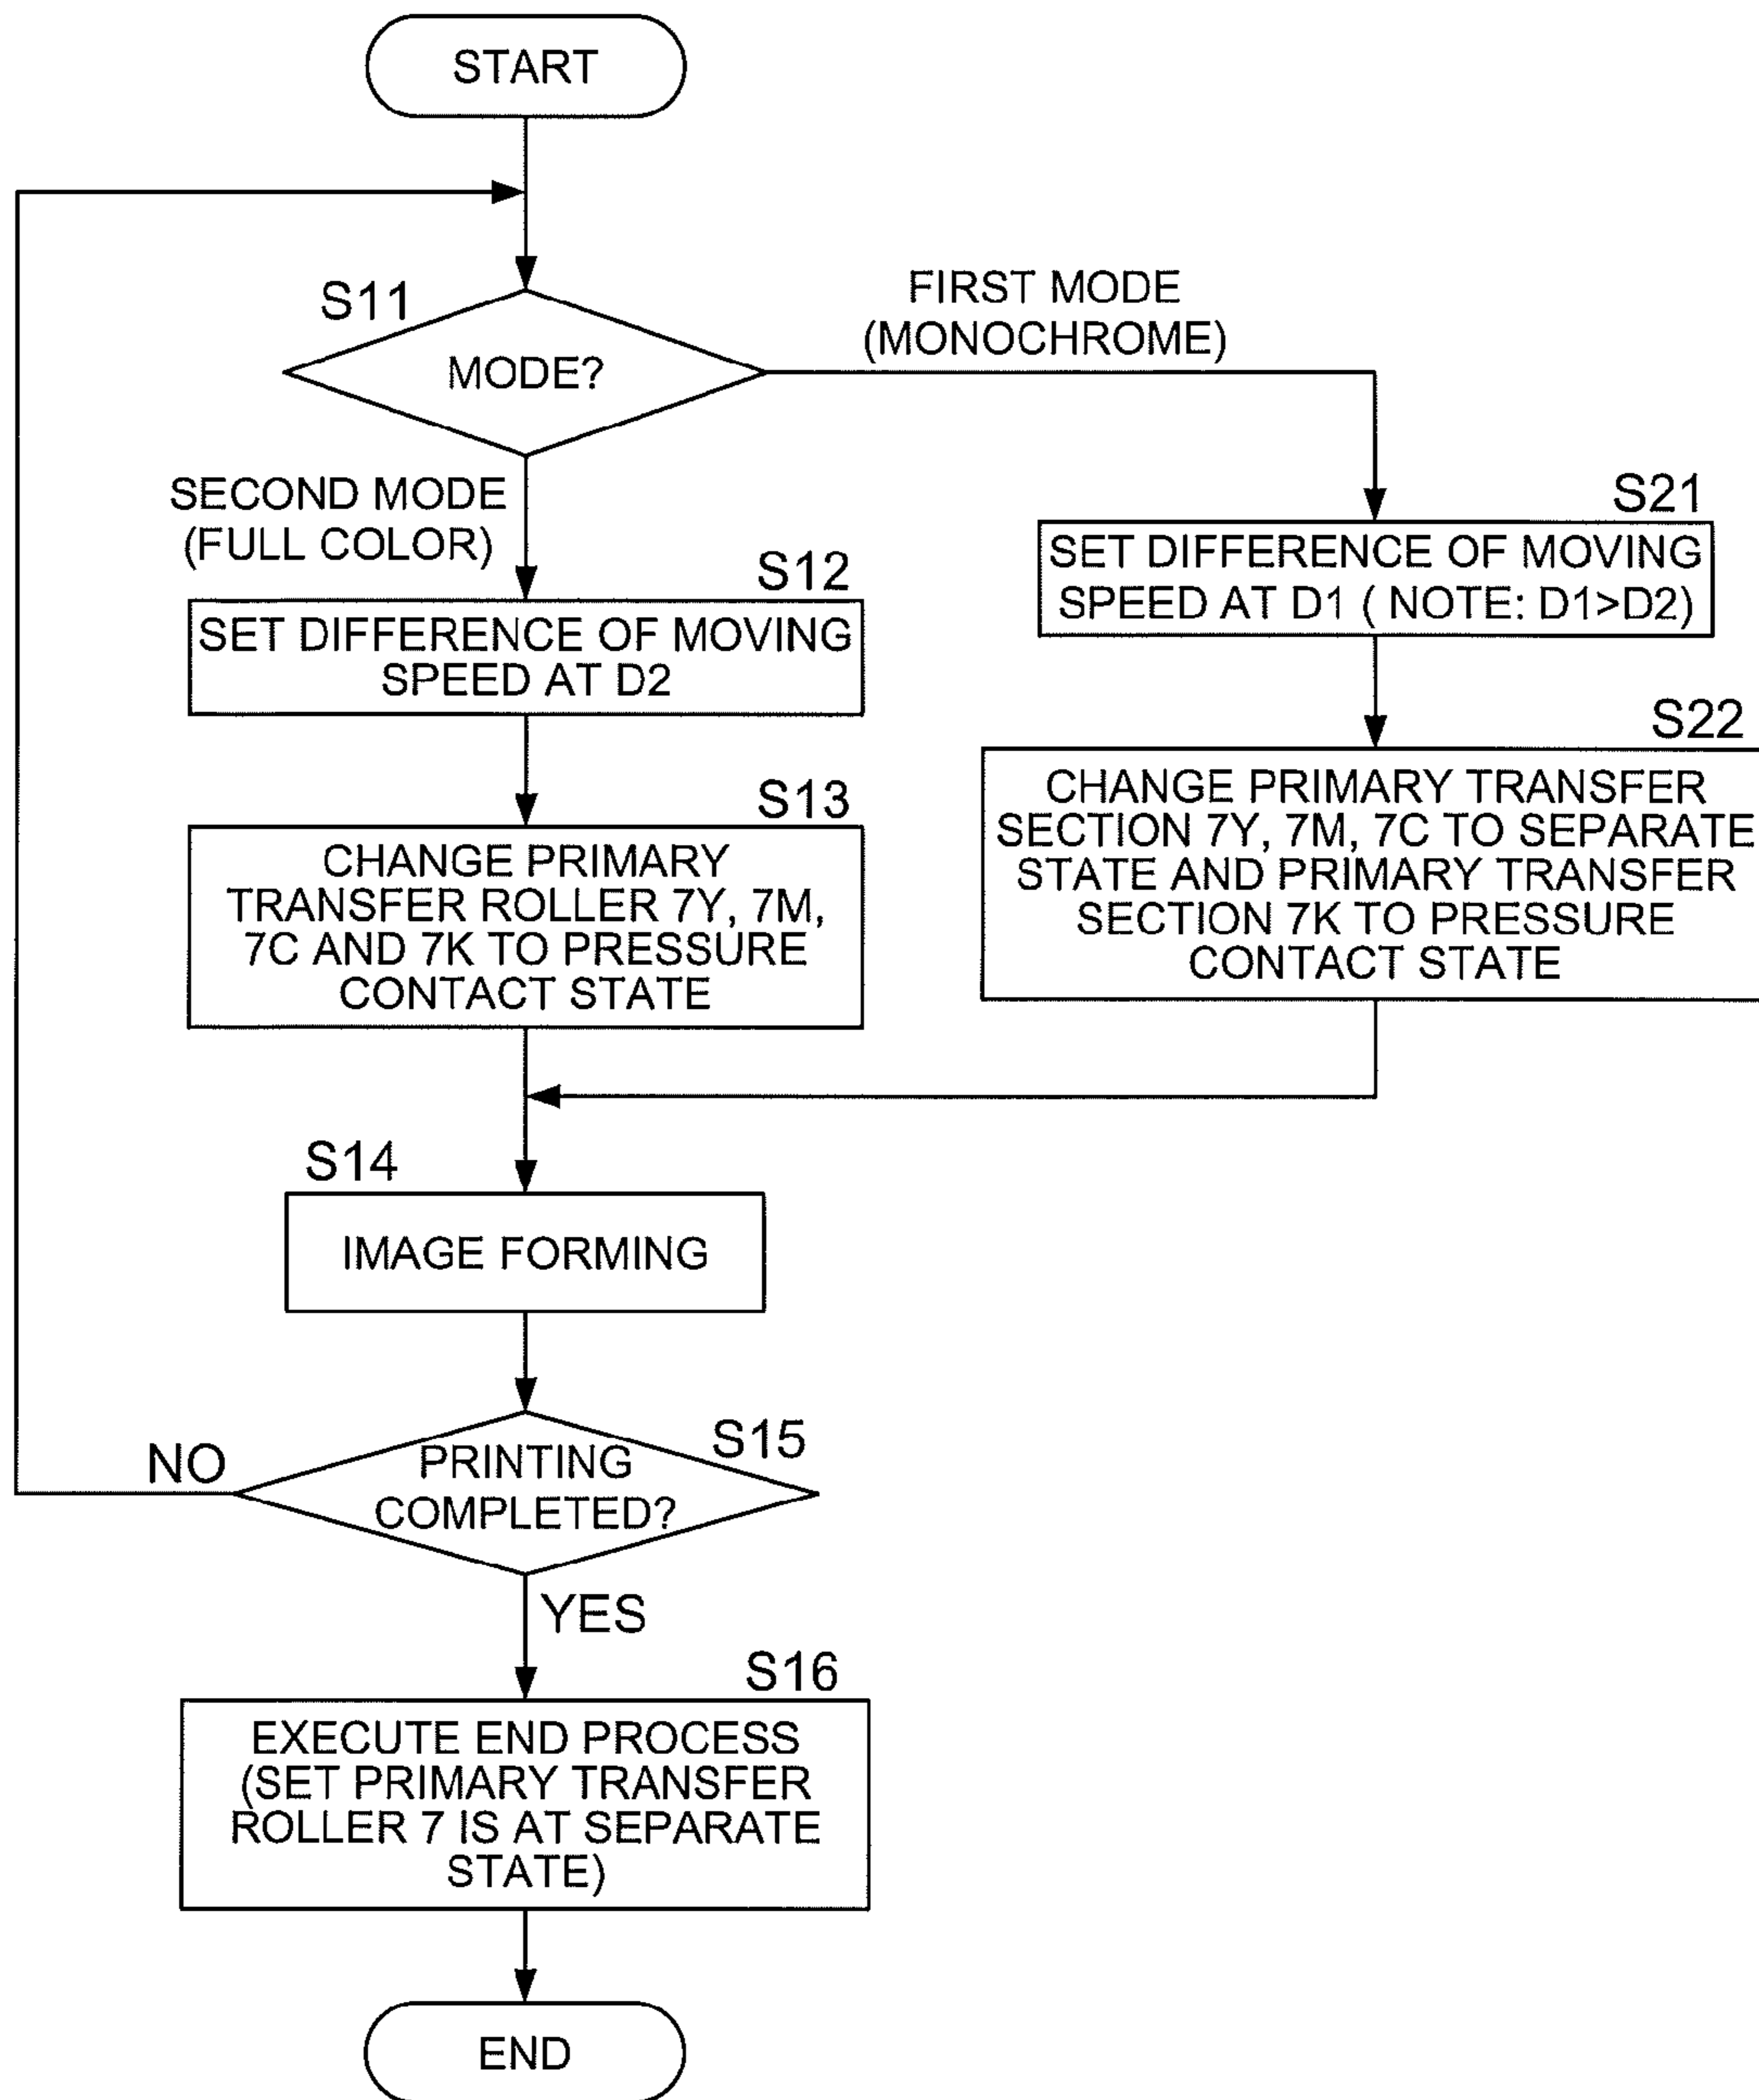 START
S11
MODE?
FIRST MODE
(MONOCHROME)
SECOND MODE
(FULL COLOR)
S12
SET DIFFERENCE OF MOVING
SPEED AT D2
S21
SET DIFFERENCE OF MOVING
SPEED AT D1 ( NOTE: D1>D2)
S13
CHANGE PRIMARY
TRANSFER ROLLER 7Y, 7M,
7C AND 7K TO PRESSURE
CONTACT STATE
S22
CHANGE PRIMARY TRANSFER
SECTION 7Y, 7M, 7C TO SEPARATE
STATE AND PRIMARY TRANSFER
SECTION 7K TO PRESSURE
CONTACT STATE
S14
IMAGE FORMING
S15
PRINTING
COMPLETED?
NO
YES
S16
EXECUTE END PROCESS
(SET PRIMARY TRANSFER
ROLLER 7 IS AT SEPARATE
STATE)
END